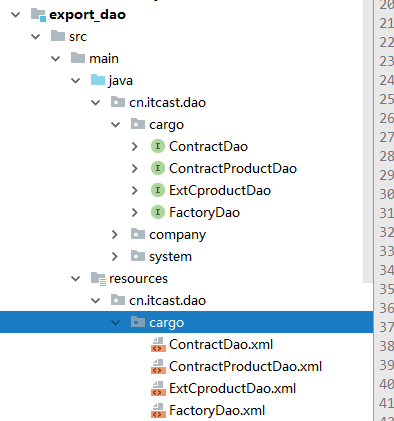 export_dao
src
main
java
cn.itcast.dao
cargo
I ContractDao
I ContractProductDao
I ExtCproductDao
I FactoryDao
company
system
resources
cn.itcast.dao
cargo
ContractDao.xml
ContractProductDao.xml
ExtCproductDao.xml
FactoryDao.xml
20
21
22
23
24
25
26
27
28
29
30
31
32
33
34
35
36
37
38
39
40
41